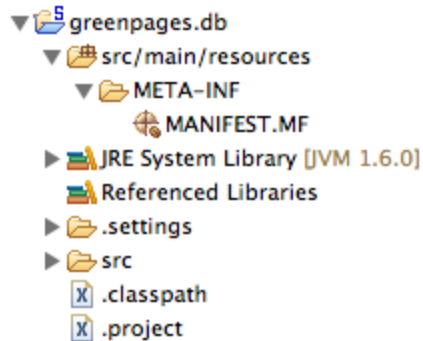 greenpages.db
src/main/resources
META-INF
MANIFEST.MF
JRE System Library [JVM 1.6.0]
Referenced Libraries
.settings
src
.classpath
.project